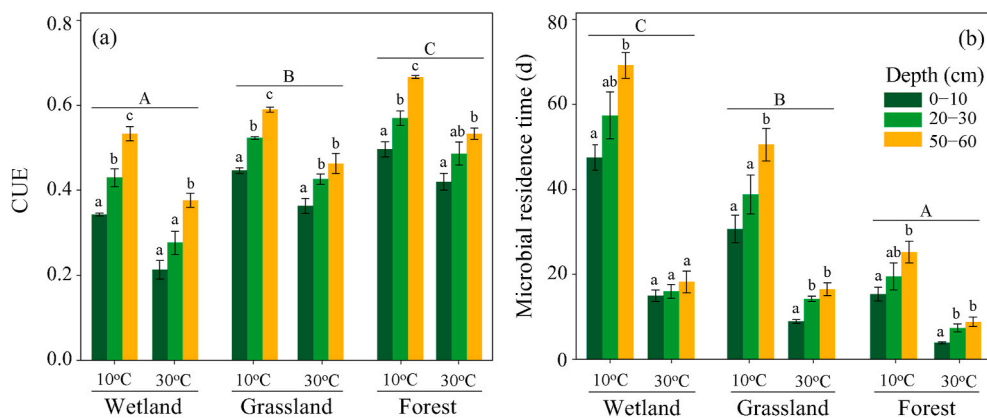 (a)
CUE
0.8
0.6
0.4
0.2
0.0
A
B
C
a b c a a b
a b c a b b
a b c a ab b
10°C 30°C 10°C 30°C 10°C 30°C
Wetland Grassland Forest
(b)
Microbial residence time (d)
80
60
40
20
0
C
B
A
a ab b a a a
a a b a b b
a ab b a b b
Depth (cm)
0−10
20−30
50−60
10°C 30°C 10°C 30°C 10°C 30°C
Wetland Grassland Forest